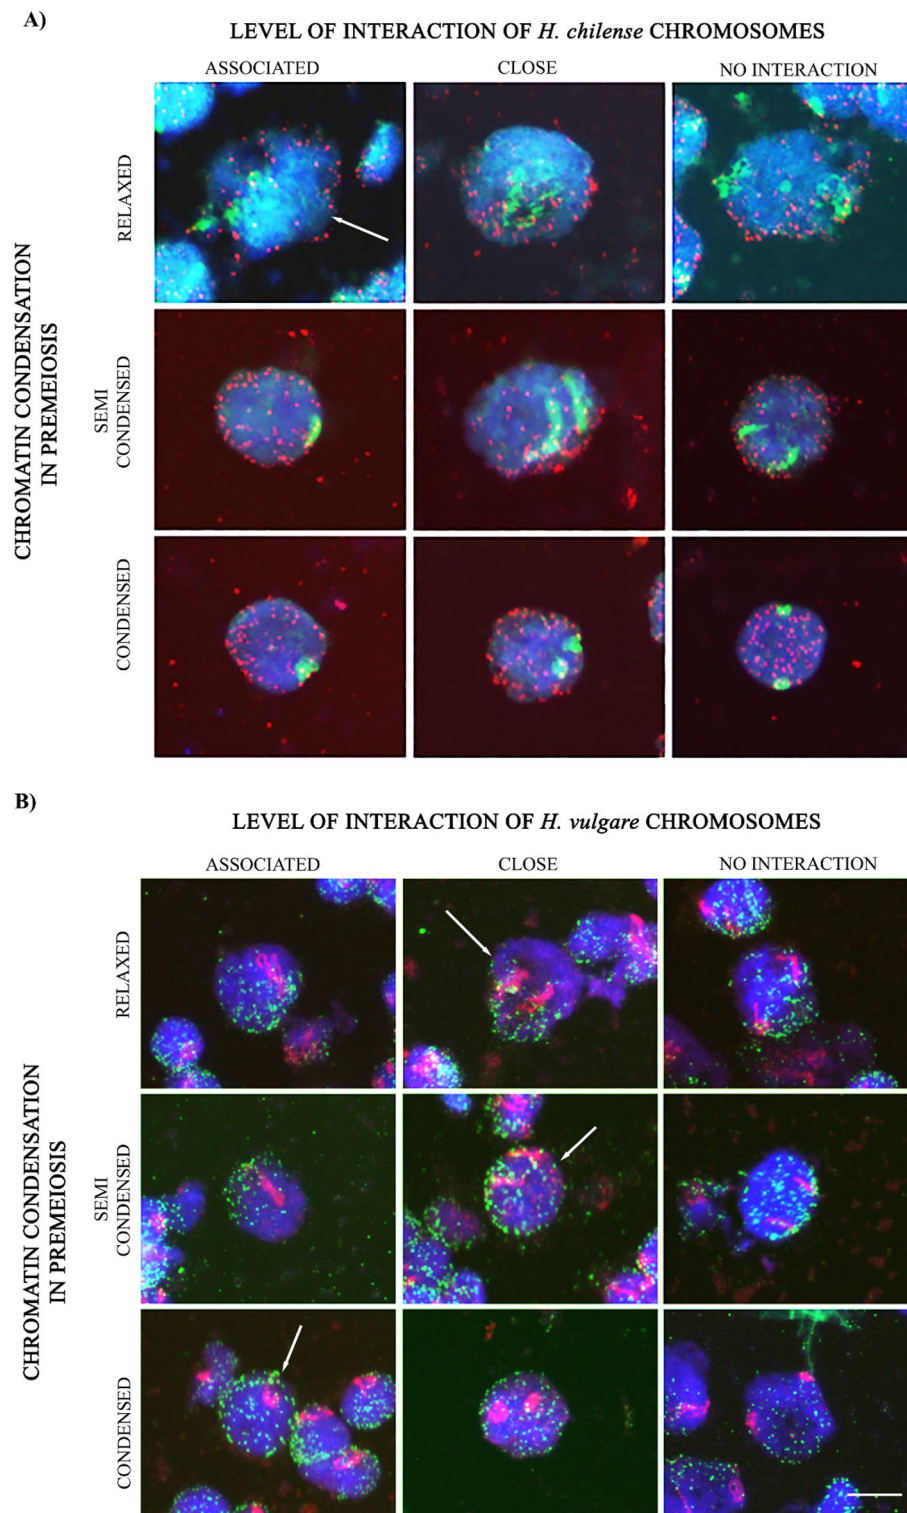 A)
LEVEL OF INTERACTION OF H. chilense CHROMOSOMES
ASSOCIATED
CLOSE
NO INTERACTION
CHROMATIN CONDENSATION
IN PREMEIOSIS
RELAXED
SEMI
CONDENSED
CONDENSED
B)
LEVEL OF INTERACTION OF H. vulgare CHROMOSOMES
ASSOCIATED
CLOSE
NO INTERACTION
CHROMATIN CONDENSATION
IN PREMEIOSIS
RELAXED
SEMI
CONDENSED
CONDENSED